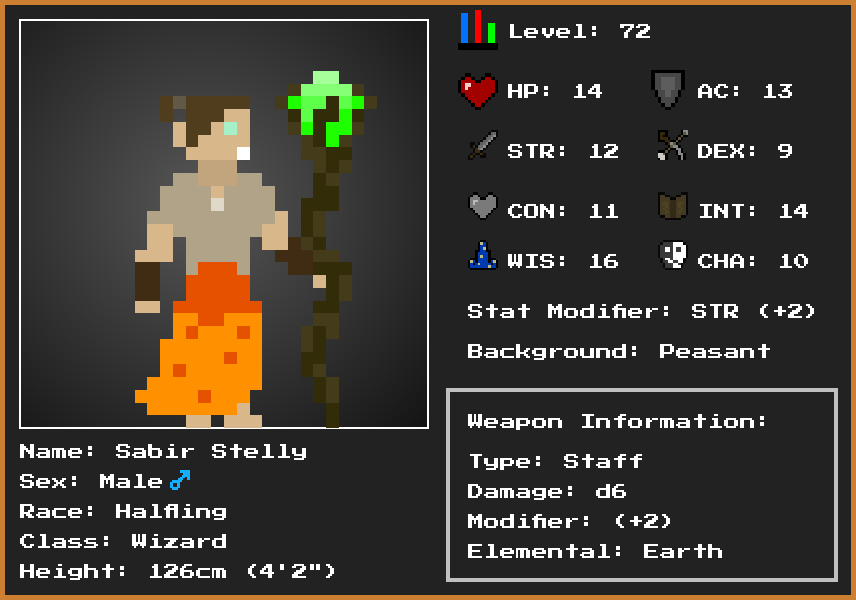 Level: 72
HP: 14
AC: 13
STR: 12
DEX: 9
CON: 11
INT: 14
WIS: 16
CHA: 10
Stat Modifier: STR (+2)
Background: Peasant
Weapon Information:
Type: Staff
Damage: d6
Modifier: (+2)
Elemental: Earth
Name: Sabir Stelly
Sex: Male♂
Race: Halfling
Class: Wizard
Height: 126cm (4'2")